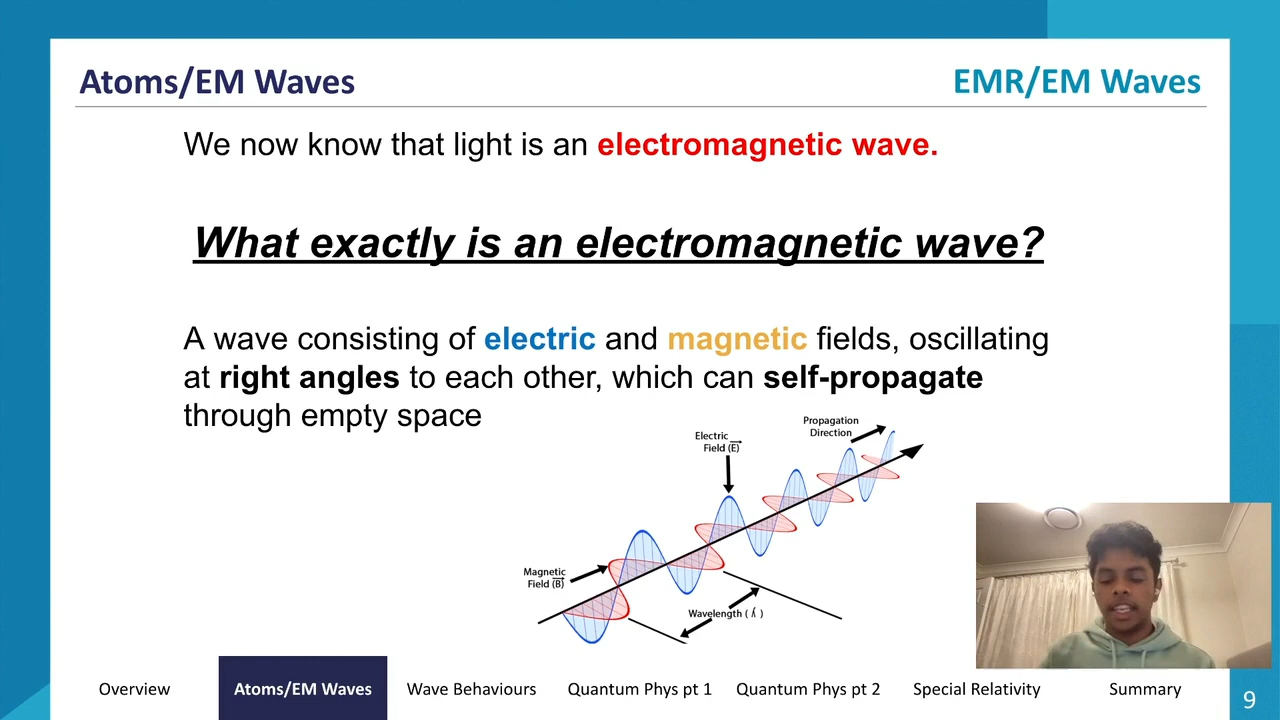 Atoms/EM Waves
EMR/EM Waves
We now know that light is an electromagnetic wave.
What exactly is an electromagnetic wave?
A wave consisting of electric and magnetic fields, oscillating
at right angles to each other, which can self-propagate
through empty space
Propagation
Direction
Electric
Field (E)
Magnetic
Field (B)
Wavelength (λ)
Overview
Atoms/EM Waves
Wave Behaviours
Quantum Phys pt 1
Quantum Phys pt 2
Special Relativity
Summary
9